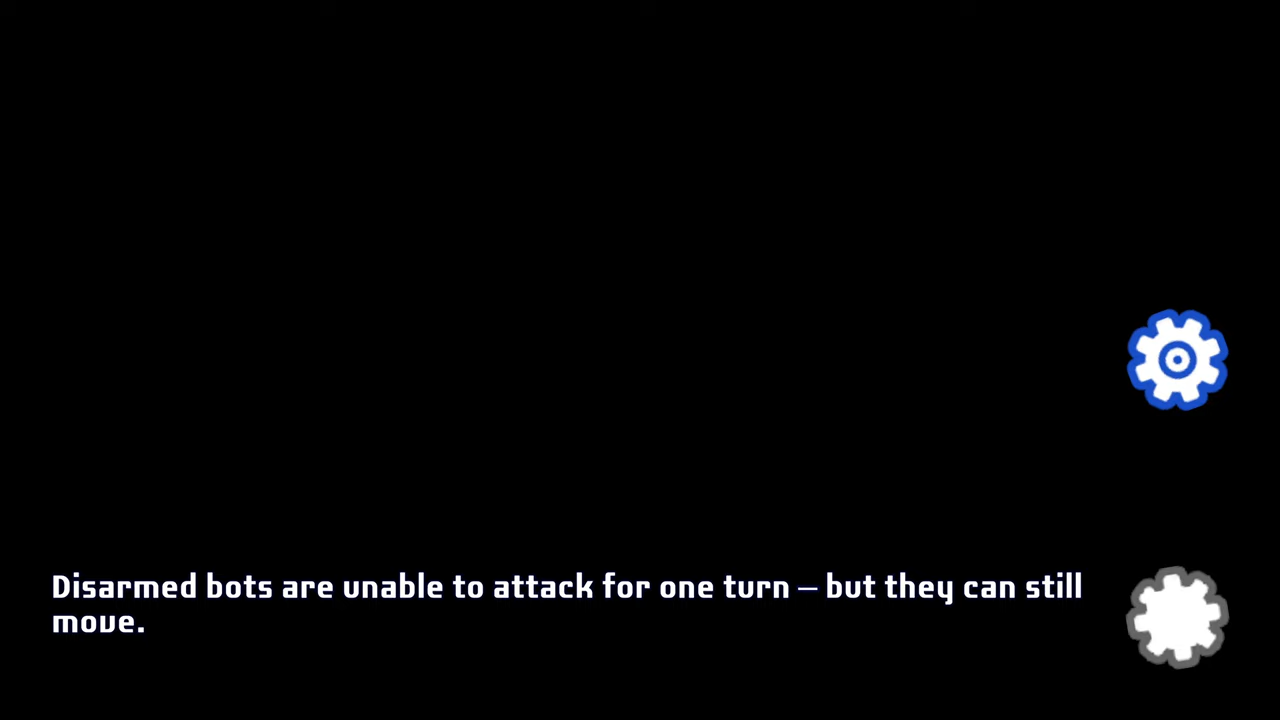 Disarmed bots are unable to attack for one turn – but they can still
move.